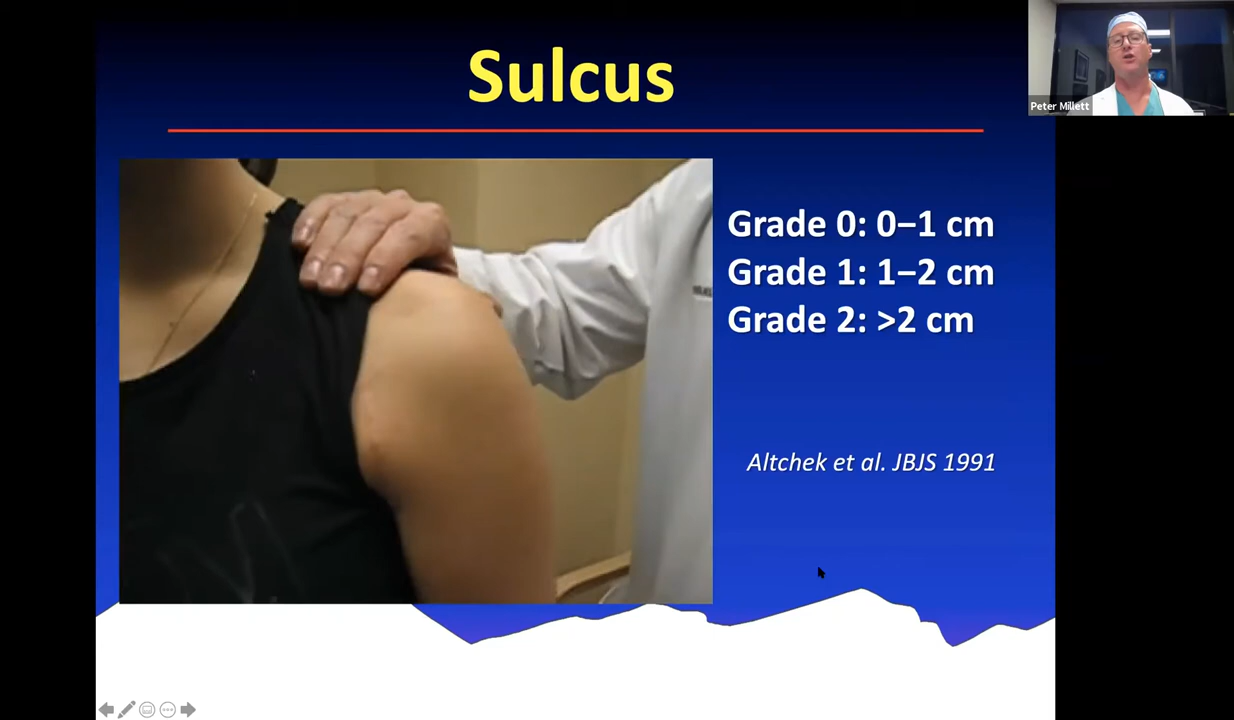 Sulcus
Peter Millett
Grade 0: 0–1 cm
Grade 1: 1–2 cm
Grade 2: >2 cm
Altchek et al. JBJS 1991